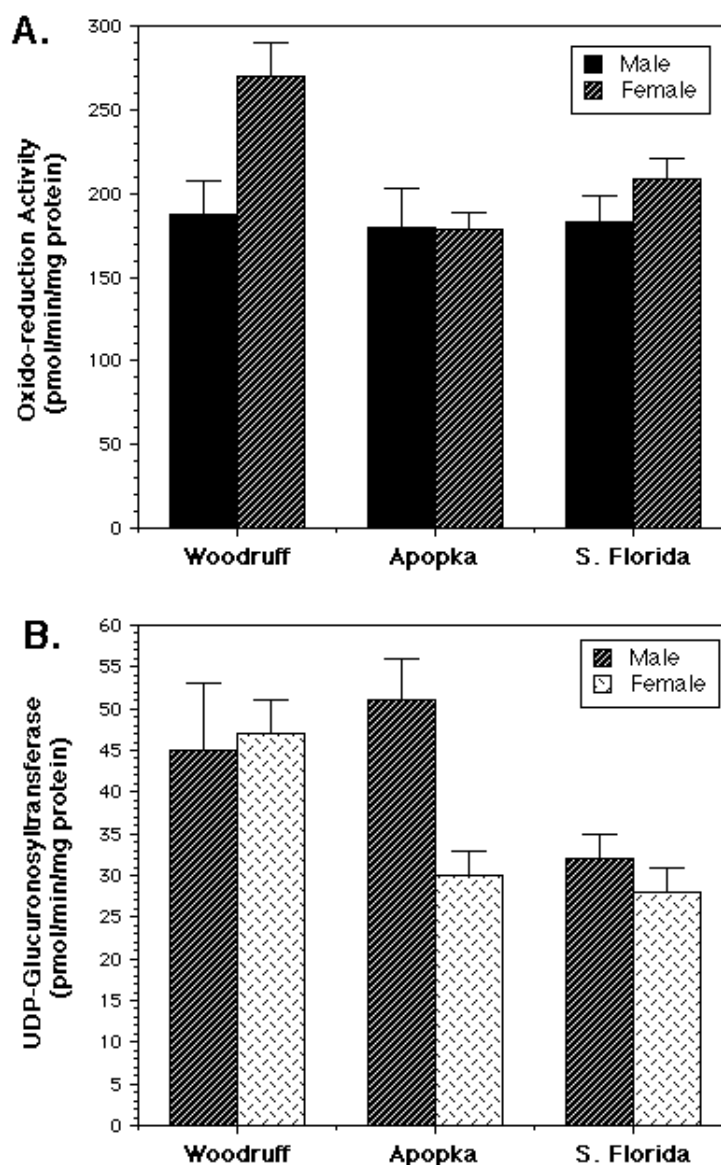 A.
300
250
200
150
100
50
0
Oxido-reduction Activity
(pmol/min/mg protein)
Male
Female
Woodruff Apopka S. Florida
B.
60
55
50
45
40
35
30
25
20
15
10
5
0
UDP-Glucuronosyltransferase
(pmol/min/mg protein)
Male
Female
Woodruff Apopka S. Florida